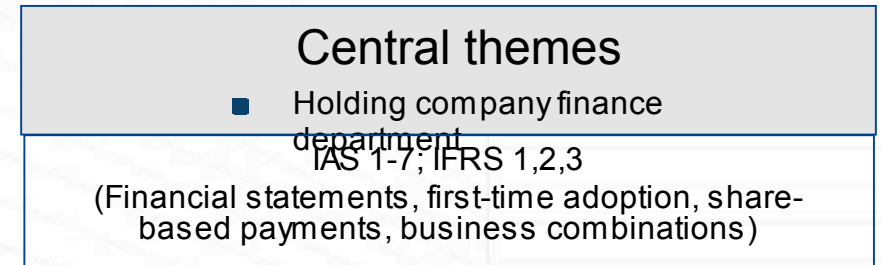 Central themes
■ Holding company finance
department
IAS 1-7; IFRS 1,2,3
(Financial statements, first-time adoption, share-
based payments, business combinations)